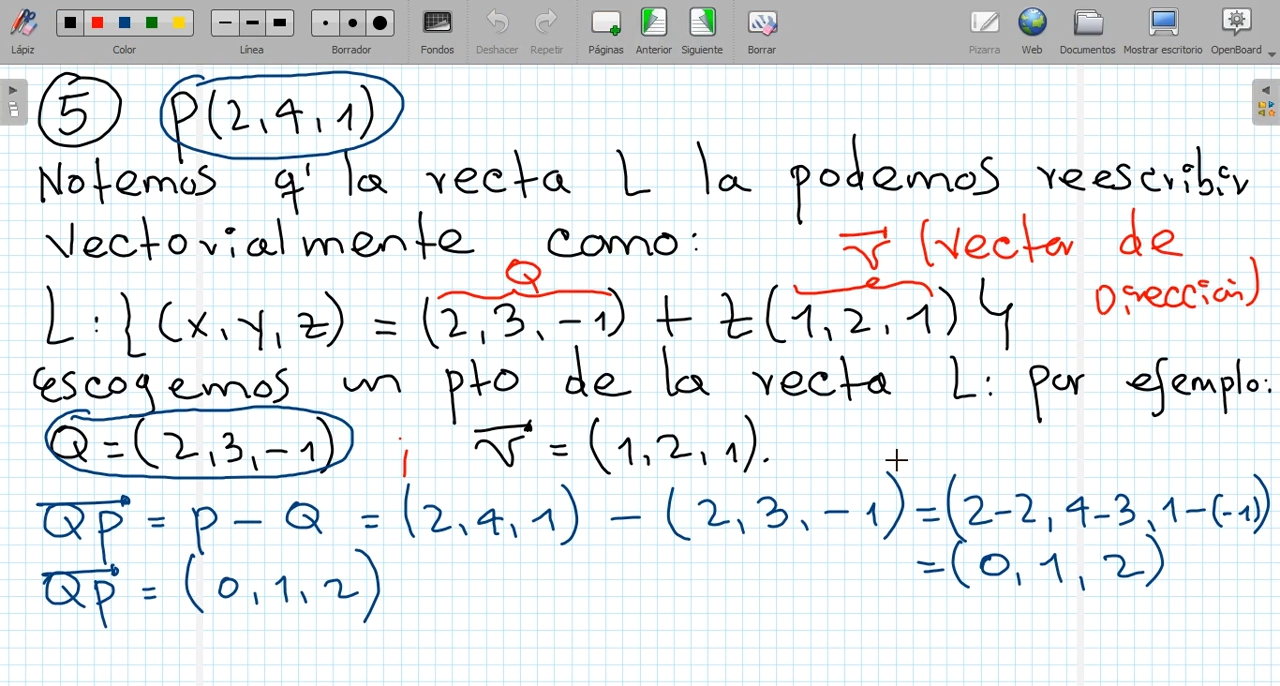 Lápiz Color Línea Borrador Fondos Deshacer Repetir Páginas Anterior Siguiente Borrar Pizarra Web Documentos Mostrar escritorio OpenBoard
5 P(2,4,1)
Notemos q' la recta L la podemos reescribir
Vectorialmente como: v (vector de
Dirección)
Q
L: {(x,y,z) = (2,3,-1) + z(1,2,1)}
escogemos un pto de la recta L: por ejemplo:
Q = (2,3,-1) i v = (1,2,1).
QP = P - Q = (2,4,1) - (2,3,-1) = (2-2, 4-3, 1-(-1))
= (0,1,2)
QP = (0,1,2)